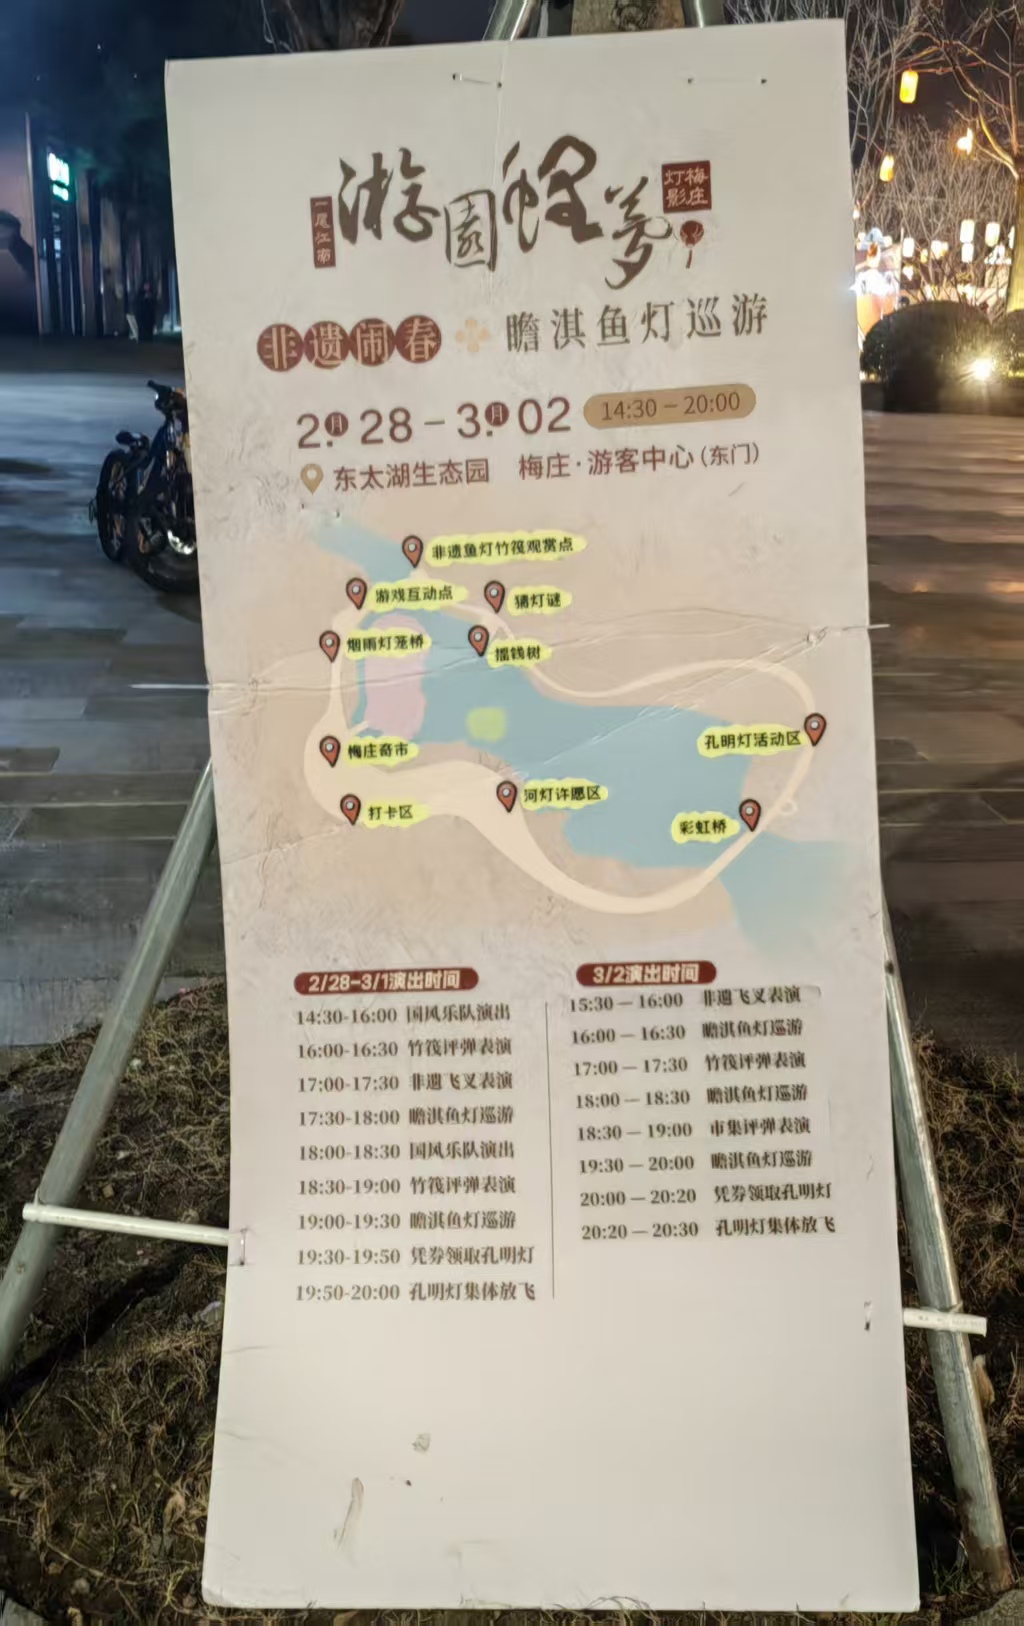 一尾江南
游園鯉夢
梅庄
灯影
非遗闹春 瞻淇鱼灯巡游
2月.28－3月.02 14:30－20:00
东太湖生态园 梅庄·游客中心(东门)
非遗鱼灯竹筏观赏点
游戏互动点
猜灯谜
烟雨灯笼桥
摇钱树
孔明灯活动区
梅庄奇市
河灯许愿区
打卡区
彩虹桥
2/28-3/1演出时间
14:30-16:00 国风乐队演出
16:00-16:30 竹筏评弹表演
17:00-17:30 非遗飞叉表演
17:30-18:00 瞻淇鱼灯巡游
18:00-18:30 国风乐队演出
18:30-19:00 竹筏评弹表演
19:00-19:30 瞻淇鱼灯巡游
19:30-19:50 凭券领取孔明灯
19:50-20:00 孔明灯集体放飞
3/2演出时间
15:30－16:00 非遗飞叉表演
16:00－16:30 瞻淇鱼灯巡游
17:00－17:30 竹筏评弹表演
18:00－18:30 瞻淇鱼灯巡游
18:30－19:00 市集评弹表演
19:30－20:00 瞻淇鱼灯巡游
20:00－20:20 凭券领取孔明灯
20:20－20:30 孔明灯集体放飞